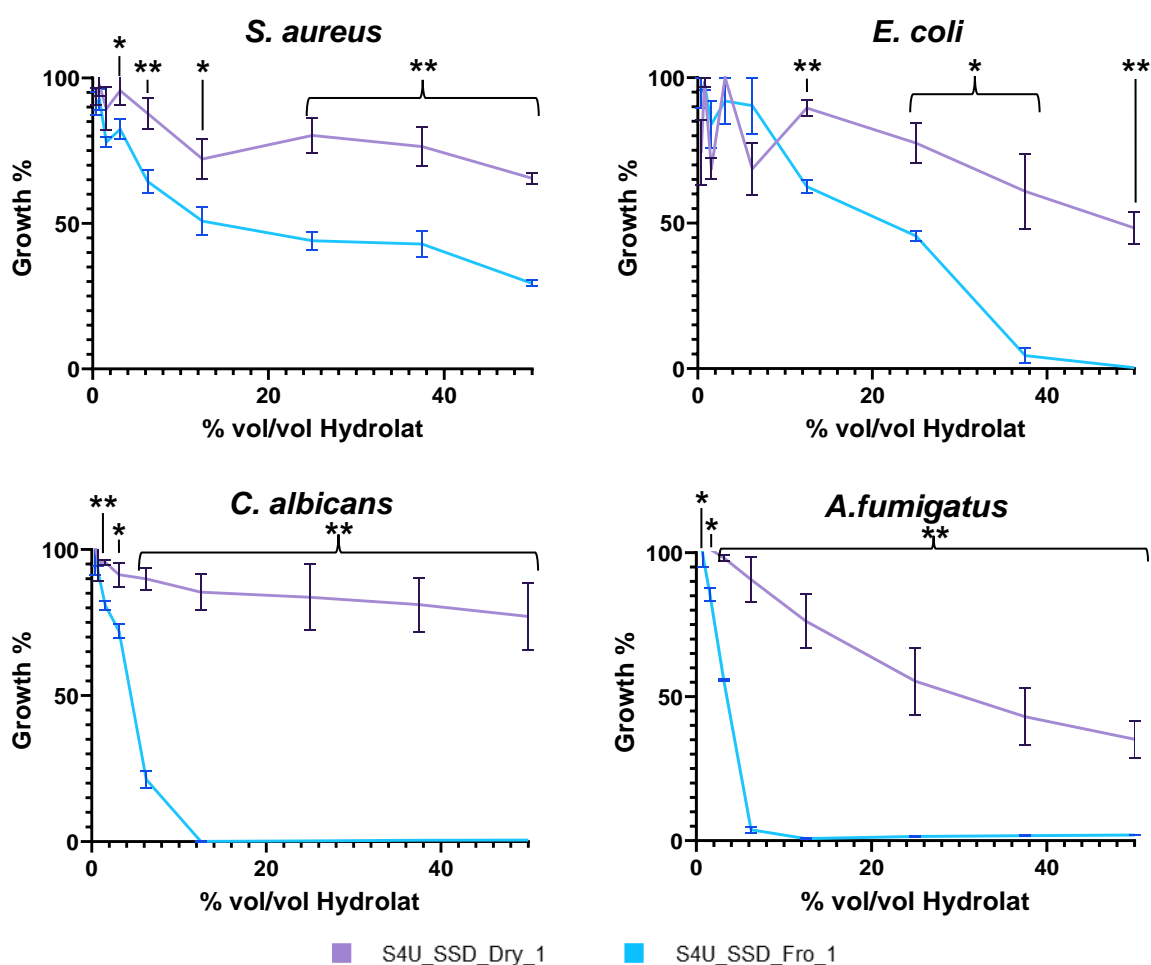 S. aureus
* ** * **
100
50
0
0 20 40
Growth %
% vol/vol Hydrolat
E. coli
** * **
100
50
0
0 20 40
Growth %
% vol/vol Hydrolat
C. albicans
** * **
100
50
0
0 20 40
Growth %
% vol/vol Hydrolat
A.fumigatus
* * **
100
50
0
0 20 40
Growth %
% vol/vol Hydrolat
S4U_SSD_Dry_1 S4U_SSD_Fro_1